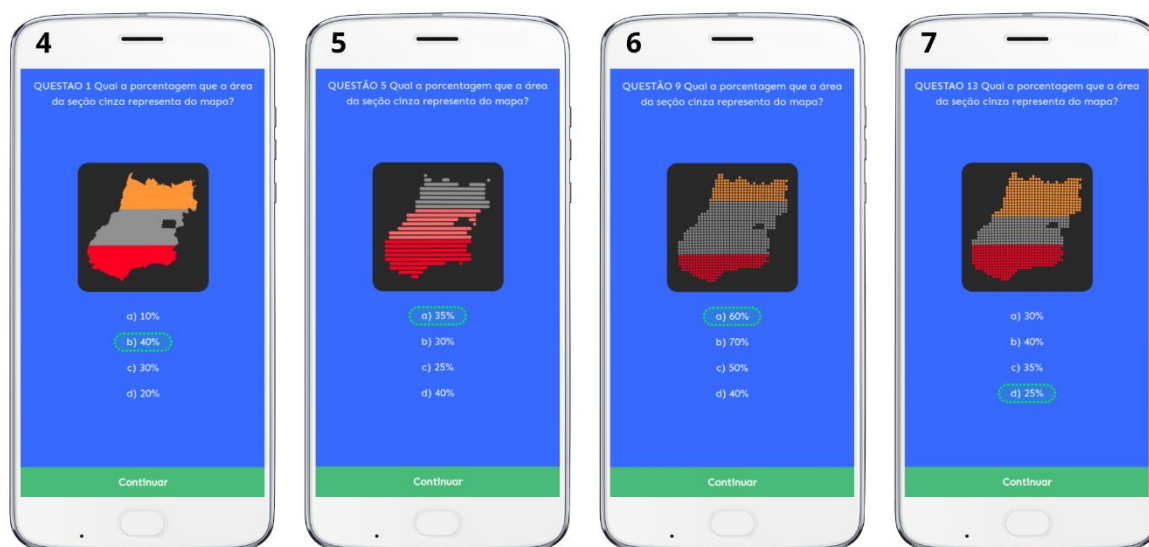 4
QUESTAO 1 Qual a porcentagem que a área
da seção cinza representa do mapa?
a) 10%
b) 40%
c) 30%
d) 20%
Continuar
5
QUESTÃO 5 Qual a porcentagem que a área
da seção cinza representa do mapa?
a) 35%
b) 30%
c) 25%
d) 40%
Continuar
6
QUESTÃO 9 Qual a porcentagem que a área
da seção cinza representa do mapa?
a) 60%
b) 70%
c) 50%
d) 40%
Continuar
7
QUESTAO 13 Qual a porcentagem que a área
da seção cinza representa do mapa?
a) 30%
b) 40%
c) 35%
d) 25%
Continuar